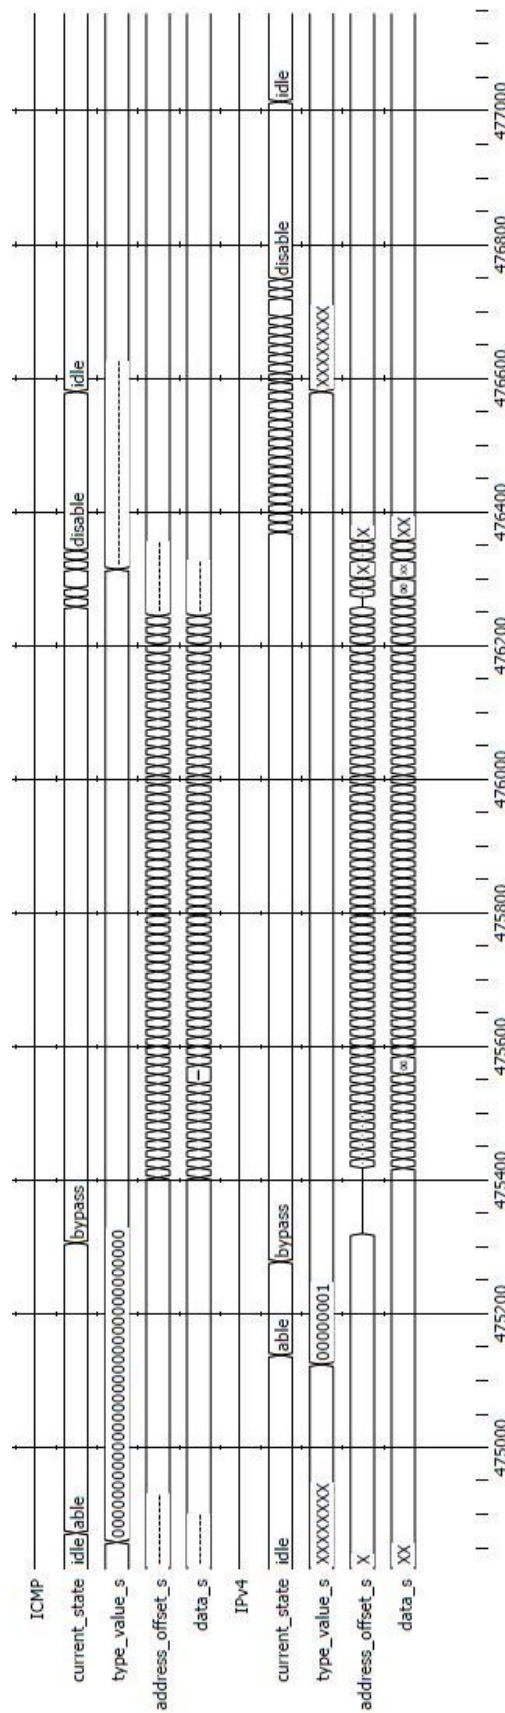 ICMP
current_state idle able bypass disable idle
type_value_s 00000000000000000000000000000000
address_offset_s
data_s
IPv4
current_state idle able bypass disable idle
type_value_s XXXXXXXX 00000001 XXXXXXXX
address_offset_s X X X
data_s XX XX XX
475000 475200 475400 475600 475800 476000 476200 476400 476600 476800 477000